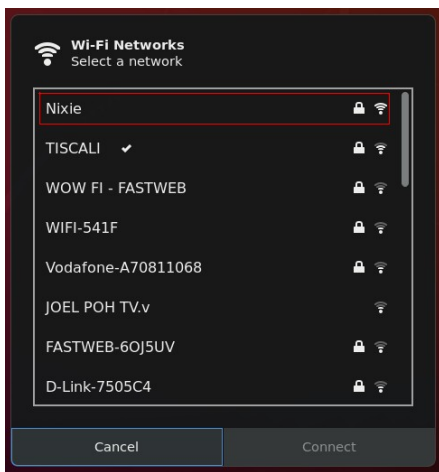 Wi-Fi Networks
Select a network
Nixie
TISCALI
WOW FI - FASTWEB
WIFI-541F
Vodafone-A70811068
JOEL POH TV.v
FASTWEB-6OJ5UV
D-Link-7505C4
Cancel
Connect